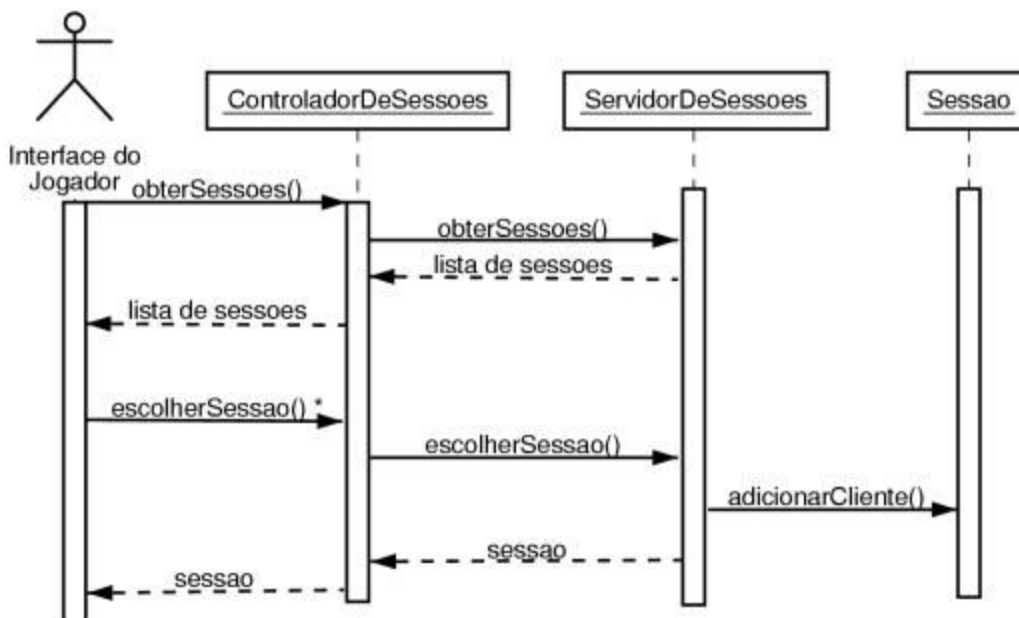 ControladorDeSessoes
ServidorDeSessoes
Sessao
Interface do
Jogador
obterSessoes()
obterSessoes()
lista de sessoes
lista de sessoes
escolherSessao() *
escolherSessao()
adicionarCliente()
sessao
sessao